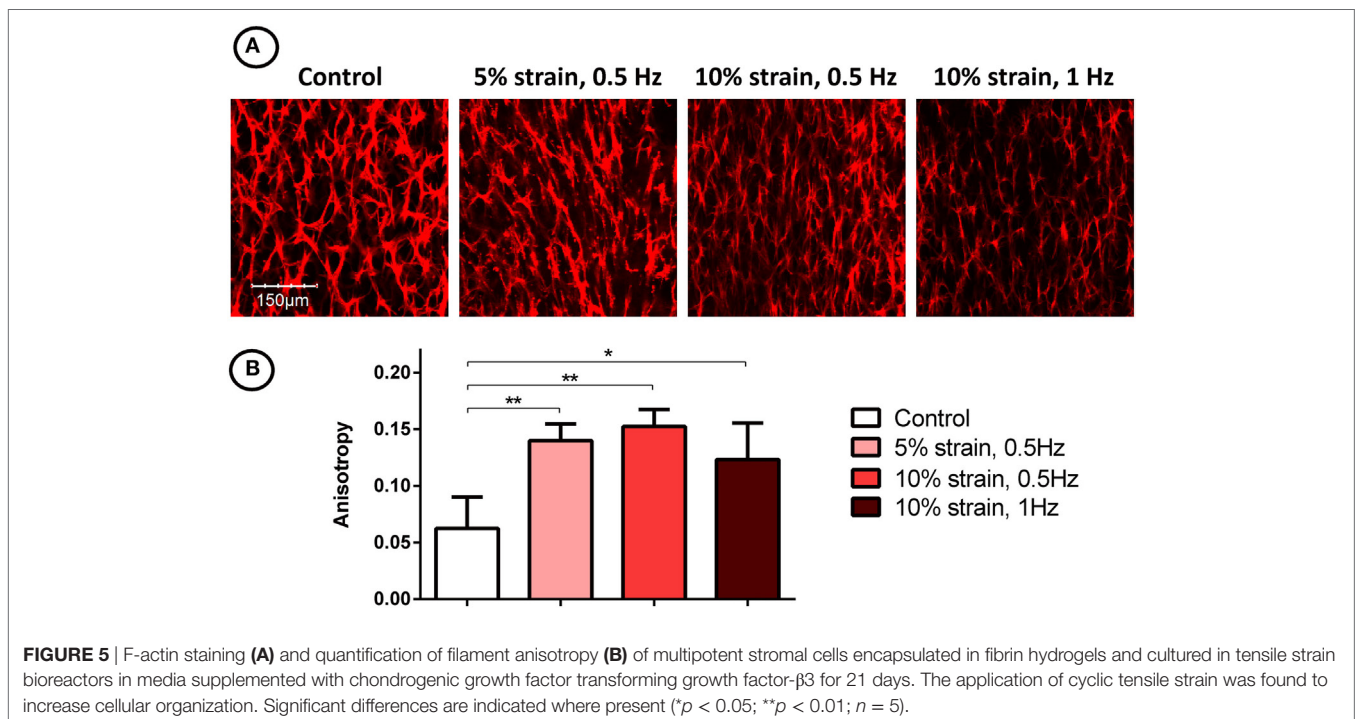 A
Control
5% strain, 0.5 Hz
10% strain, 0.5 Hz
10% strain, 1 Hz
150µm
B
*
**
**
0.20
0.15
0.10
0.05
0.00
Anisotropy
Control
5% strain, 0.5Hz
10% strain, 0.5Hz
10% strain, 1Hz
FIGURE 5 | F-actin staining (A) and quantification of filament anisotropy (B) of multipotent stromal cells encapsulated in fibrin hydrogels and cultured in tensile strain
bioreactors in media supplemented with chondrogenic growth factor transforming growth factor-β3 for 21 days. The application of cyclic tensile strain was found to
increase cellular organization. Significant differences are indicated where present (*p < 0.05; **p < 0.01; n = 5).